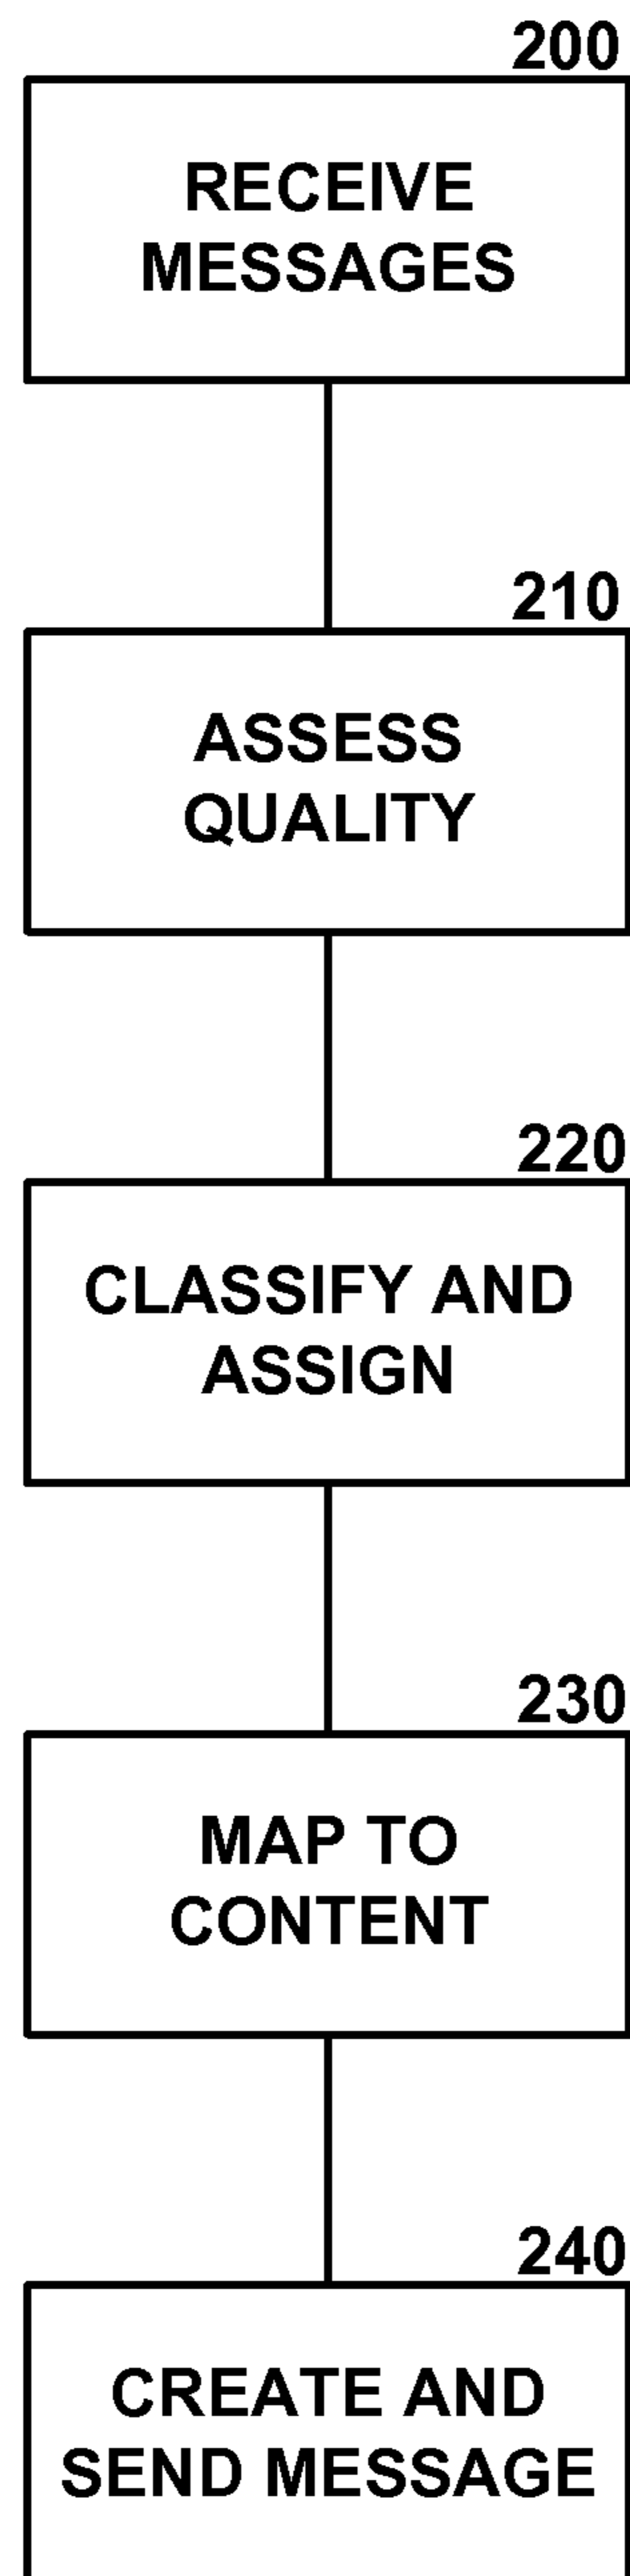 200
RECEIVE
MESSAGES
210
ASSESS
QUALITY
220
CLASSIFY AND
ASSIGN
230
MAP TO
CONTENT
240
CREATE AND
SEND MESSAGE